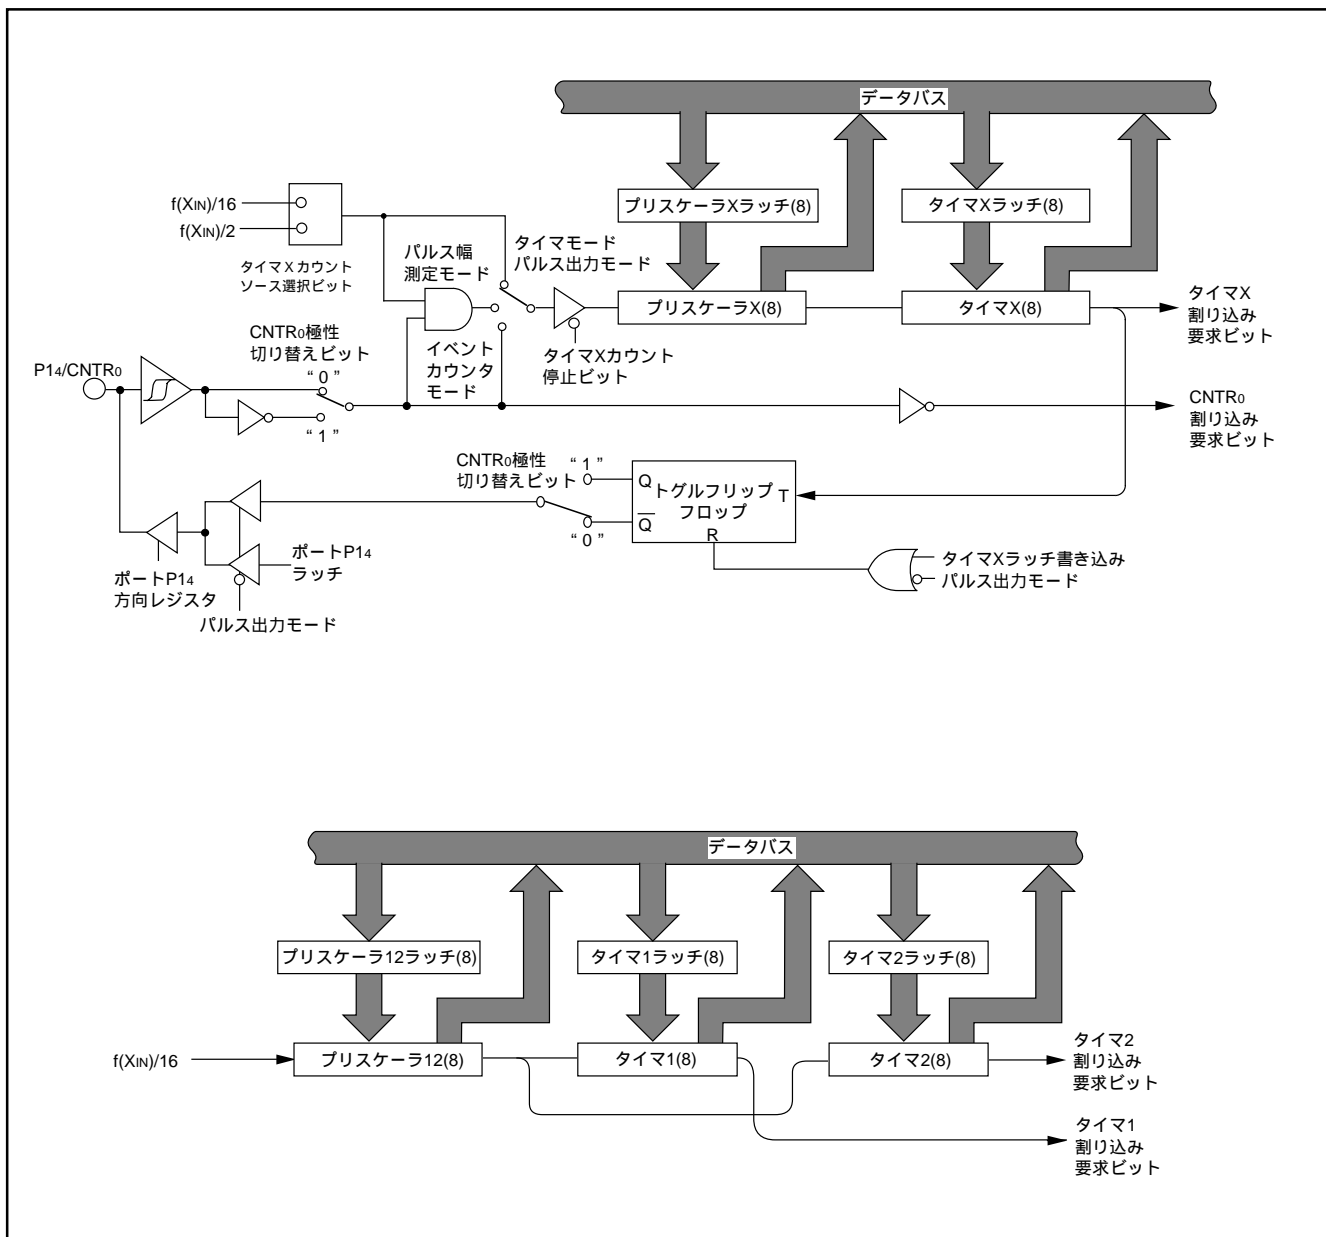 データバス
プリスケーラXラッチ(8)
タイマXラッチ(8)
f(XIN)/16
f(XIN)/2
タイマXカウント
ソース選択ビット
パルス幅
測定モード
タイマモード
パルス出力モード
プリスケーラX(8)
タイマX(8)
タイマX
割り込み
要求ビット
CNTR0極性
切り替えビット
イベント
カウンタ
モード
タイマXカウント
停止ビット
P14/CNTR0
“0”
“1”
CNTR0
割り込み
要求ビット
CNTR0極性
切り替えビット
“1”
“0”
Q
トグルフリップ
フロップ
T
Q
R
ポートP14
ラッチ
ポートP14
方向レジスタ
パルス出力モード
タイマXラッチ書き込み
パルス出力モード
データバス
プリスケーラ12ラッチ(8)
タイマ1ラッチ(8)
タイマ2ラッチ(8)
f(XIN)/16
プリスケーラ12(8)
タイマ1(8)
タイマ2(8)
タイマ2
割り込み
要求ビット
タイマ1
割り込み
要求ビット